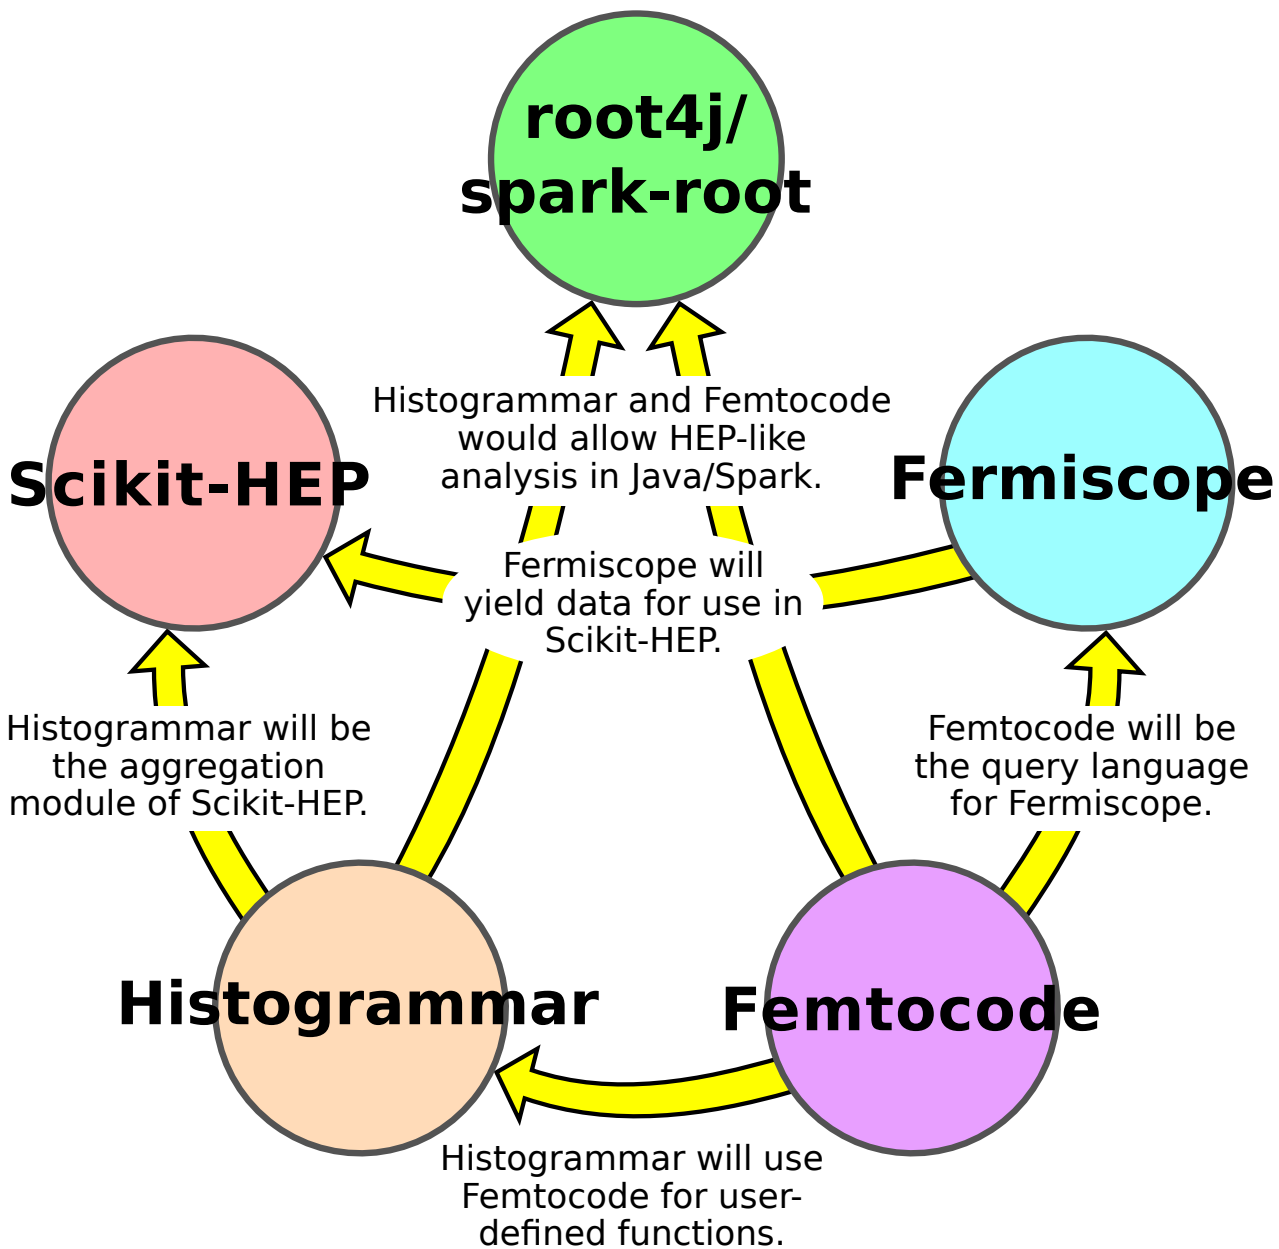 root4j/
spark-root
Histogrammar and Femtocode
would allow HEP-like
analysis in Java/Spark.
Scikit-HEP
Fermiscope
Fermiscope will
yield data for use in
Scikit-HEP.
Histogrammar will be
the aggregation
module of Scikit-HEP.
Femtocode will be
the query language
for Fermiscope.
Histogrammar
Femtocode
Histogrammar will use
Femtocode for user-
defined functions.